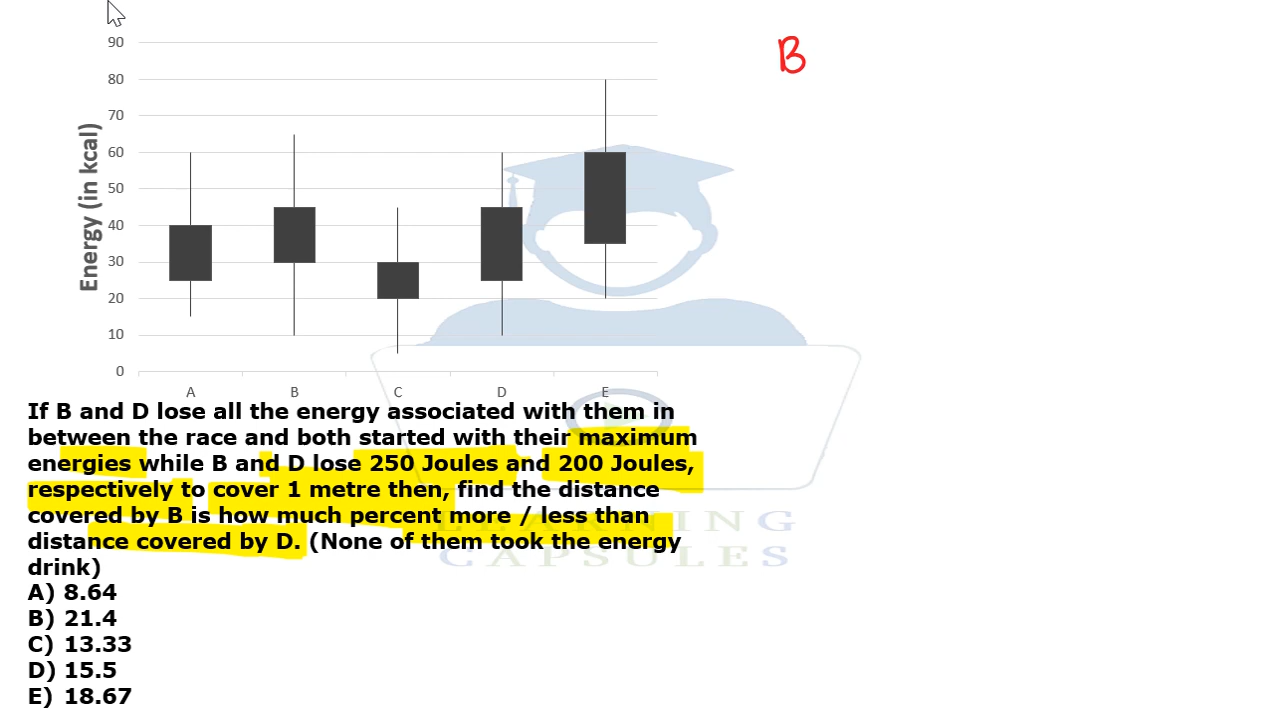 B
90
80
70
60
50
40
30
20
10
0
Energy (in kcal)
A B C D E
If B and D lose all the energy associated with them in
between the race and both started with their maximum
energies while B and D lose 250 Joules and 200 Joules,
respectively to cover 1 metre then, find the distance
covered by B is how much percent more / less than
distance covered by D. (None of them took the energy
drink)
A) 8.64
B) 21.4
C) 13.33
D) 15.5
E) 18.67
LEARNING
CAPSULES